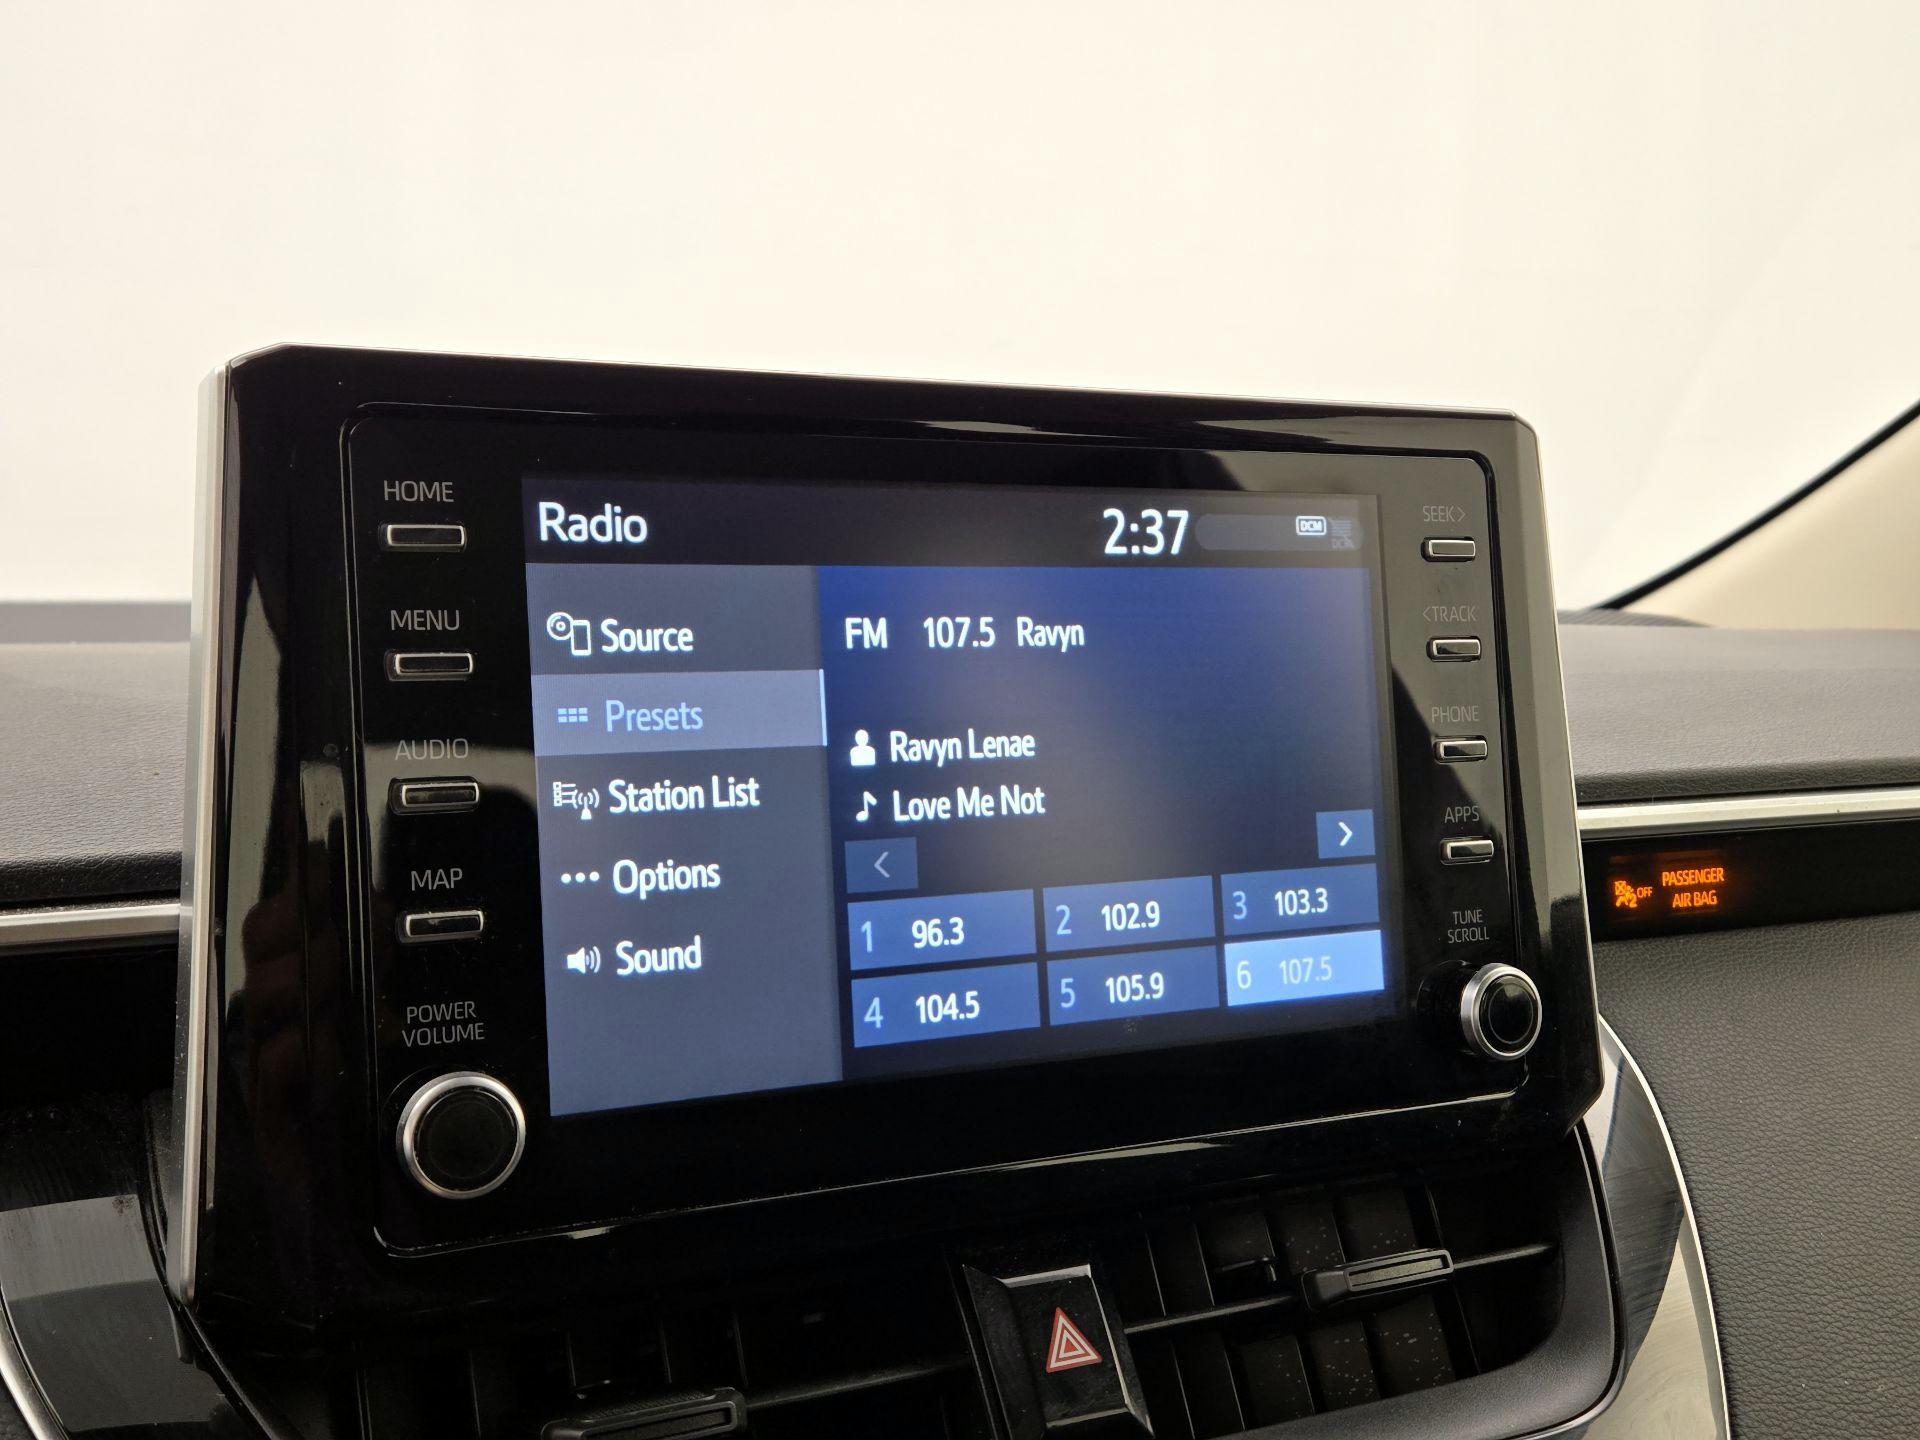 HOME
MENU
AUDIO
MAP
POWER
VOLUME
Radio
2:37
DCM
Source
Presets
Station List
Options
Sound
FM 107.5 Ravyn
Ravyn Lenae
Love Me Not
<
>
1 96.3
2 102.9
3 103.3
4 104.5
5 105.9
6 107.5
SEEK>
<TRACK
PHONE
APPS
TUNE
SCROLL
2 OFF
PASSENGER
AIR BAG